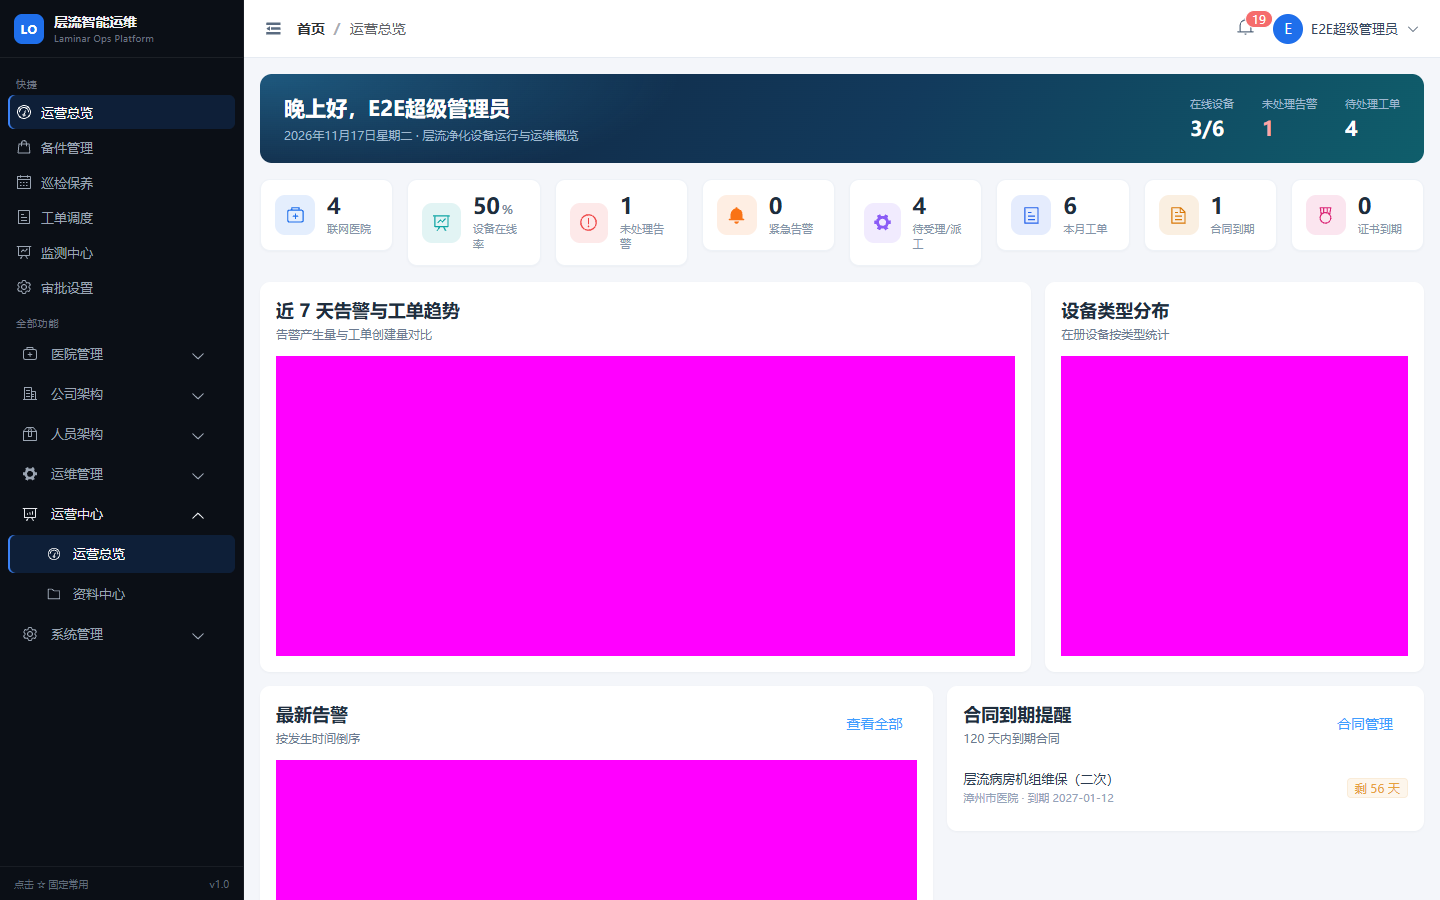 LO
层流智能运维
Laminar Ops Platform
快捷
运营总览
备件管理
巡检保养
工单调度
监测中心
审批设置
全部功能
医院管理
公司架构
人员架构
运维管理
运营中心
运营总览
资料中心
系统管理
点击 ☆ 固定常用
v1.0
首页 / 运营总览
19
E
E2E超级管理员
晚上好，E2E超级管理员
2026年11月17日星期二 · 层流净化设备运行与运维概览
在线设备
3/6
未处理告警
1
待处理工单
4
4
联网医院
50%
设备在线
率
1
未处理告
警
0
紧急告警
4
待受理/派
工
6
本月工单
1
合同到期
0
证书到期
近 7 天告警与工单趋势
告警产生量与工单创建量对比
设备类型分布
在册设备按类型统计
最新告警
按发生时间倒序
查看全部
合同到期提醒
120 天内到期合同
合同管理
层流病房机组维保（二次）
漳州市医院 · 到期 2027-01-12
剩 56 天